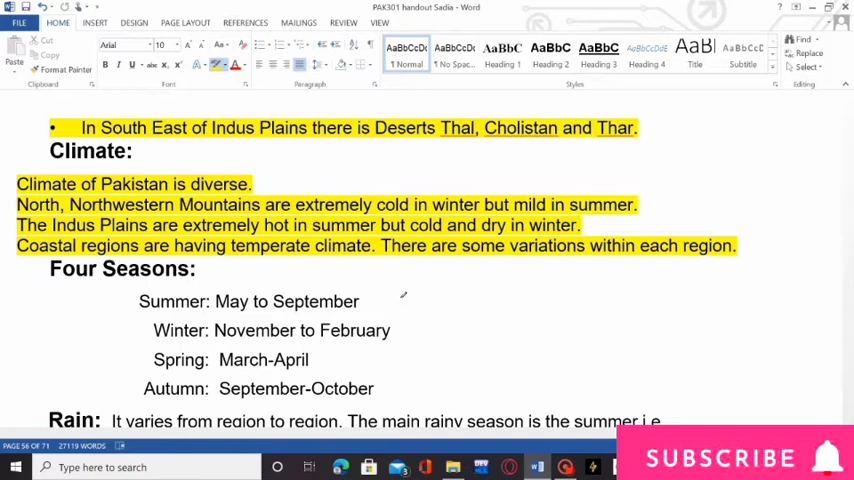 PAK301 handout Sadia - Word
FILE HOME INSERT DESIGN PAGE LAYOUT REFERENCES MAILINGS REVIEW VIEW
Cut
Copy
Format Painter
Paste
Arial 10
Clipboard Font Paragraph Styles Editing
AaBbCcDc AaBbCcDc AaBbC AaBbCc AaBbCc AaBbCcDdE AaBl AaBbCcD
¶ Normal ¶ No Spac... Heading 1 Heading 2 Heading 3 Heading 4 Title Subtitle
Find
Replace
Select
• In South East of Indus Plains there is Deserts Thal, Cholistan and Thar.
Climate:
Climate of Pakistan is diverse.
North, Northwestern Mountains are extremely cold in winter but mild in summer.
The Indus Plains are extremely hot in summer but cold and dry in winter.
Coastal regions are having temperate climate. There are some variations within each region.
Four Seasons:
Summer: May to September
Winter: November to February
Spring: March-April
Autumn: September-October
Rain: It varies from region to region. The main rainy season is the summer i.e
PAGE 56 OF 71 27119 WORDS
Type here to search
SUBSCRIBE